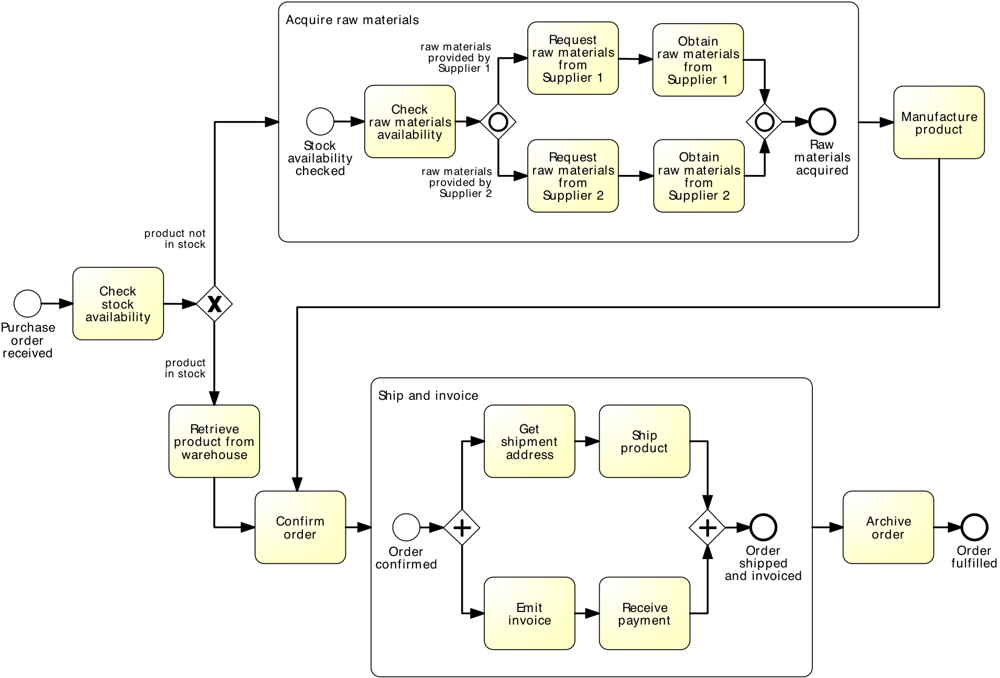 Acquire raw materials
raw materials
provided by
Supplier 1
Request
raw materials
from
Supplier 1
Obtain
raw materials
from
Supplier 1
Stock
availability
checked
Check
raw materials
availability
raw materials
provided by
Supplier 2
Request
raw materials
from
Supplier 2
Obtain
raw materials
from
Supplier 2
Raw
materials
acquired
Manufacture
product
product not
in stock
Purchase
order
received
Check
stock
availability
X
product
in stock
Retrieve
product from
warehouse
Confirm
order
Ship and invoice
Get
shipment
address
Ship
product
Order
confirmed
Emit
invoice
Receive
payment
Order
shipped
and invoiced
Archive
order
Order
fulfilled